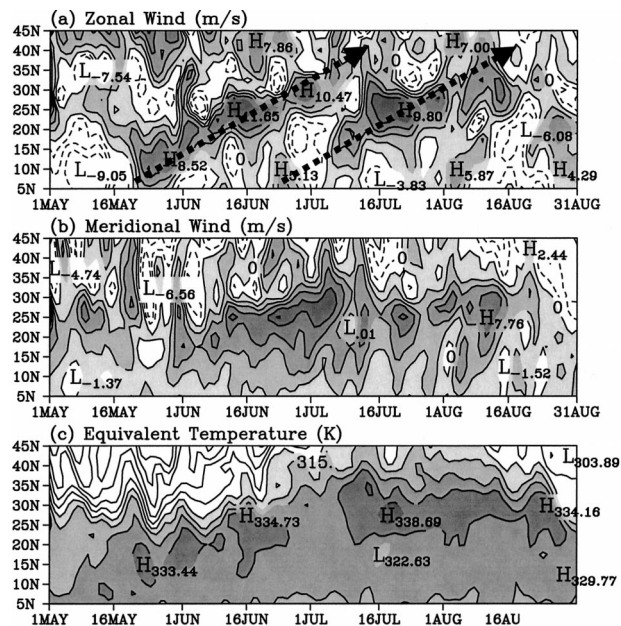 (a) Zonal Wind (m/s)
45N
40N
35N
30N
25N
20N
15N
10N
5N
H7.86
H7.00
L-7.54
0
0
H10.47
H9.80
L-6.08
H8.52
0
L-9.05
L-3.83
H5.87
H4.29
1MAY 16MAY 1JUN 16JUN 1JUL 16JUL 1AUG 16AUG 31AUG
(b) Meridional Wind (m/s)
45N
40N
35N
30N
25N
20N
15N
10N
5N
H2.44
L-4.74
0
0
L-6.56
0
L.01
H7.76
0
L-1.37
L-1.52
1MAY 16MAY 1JUN 16JUN 1JUL 16JUL 1AUG 16AUG 31AUG
(c) Equivalent Temperature (K)
45N
40N
35N
30N
25N
20N
15N
10N
5N
315.
L303.89
H334.73
H338.69
H334.16
H333.44
L322.63
H329.77
1MAY 16MAY 1JUN 16JUN 1JUL 16JUL 1AUG 16AU